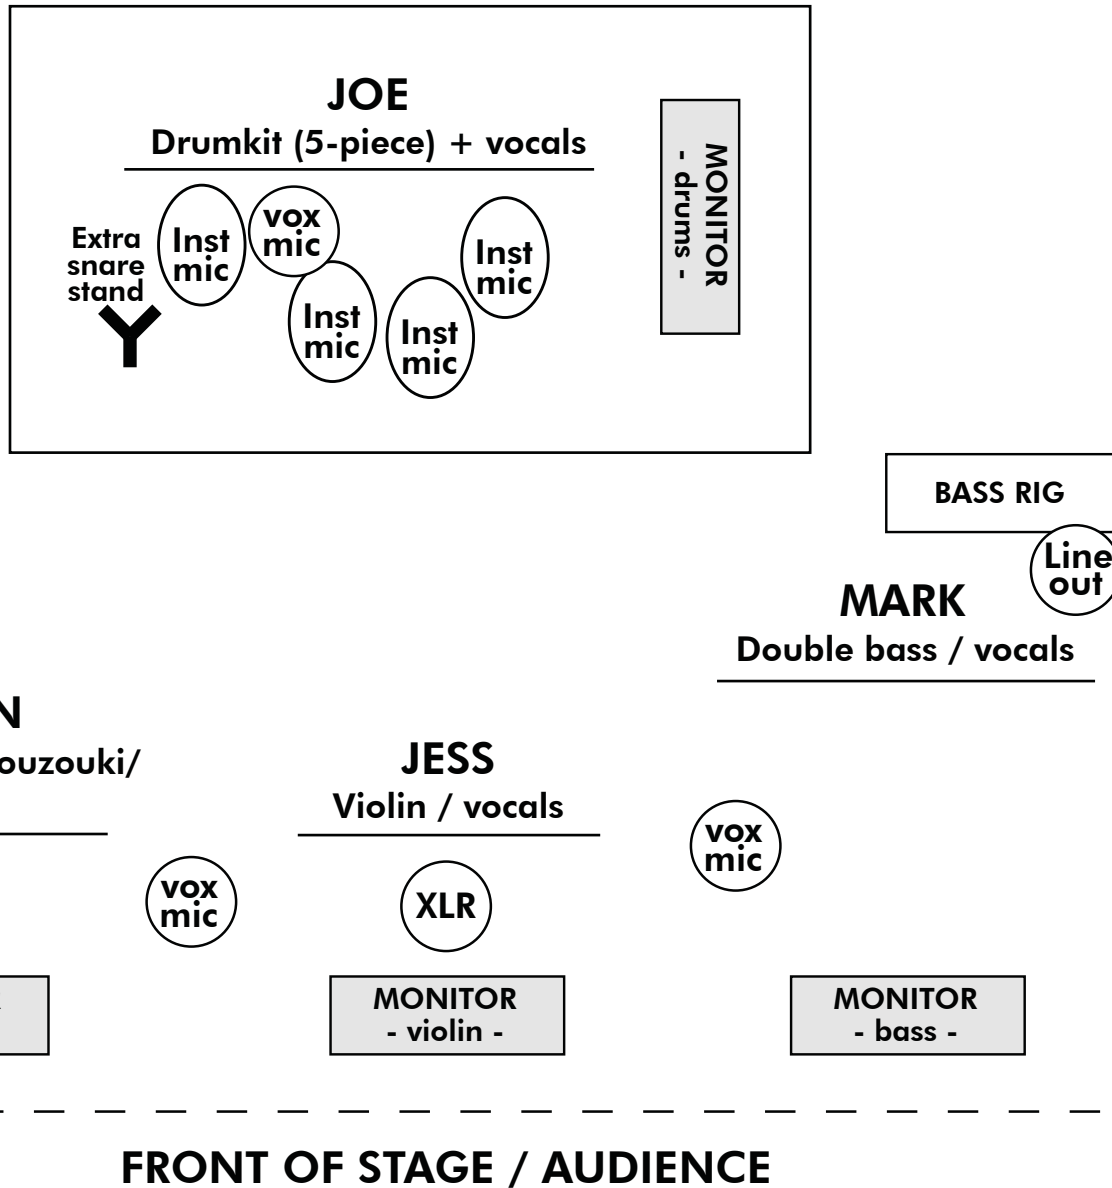 JOE
Drumkit (5-piece) + vocals
MONITOR
- drums -
Extra
snare
stand
Inst
mic
vox
mic
Inst
mic
Inst
mic
Inst
mic
BASS RIG
Line
out
MARK
Double bass / vocals
N
ouzouki/
JESS
Violin / vocals
vox
mic
XLR
vox
mic
MONITOR
- violin -
MONITOR
- bass -
FRONT OF STAGE / AUDIENCE